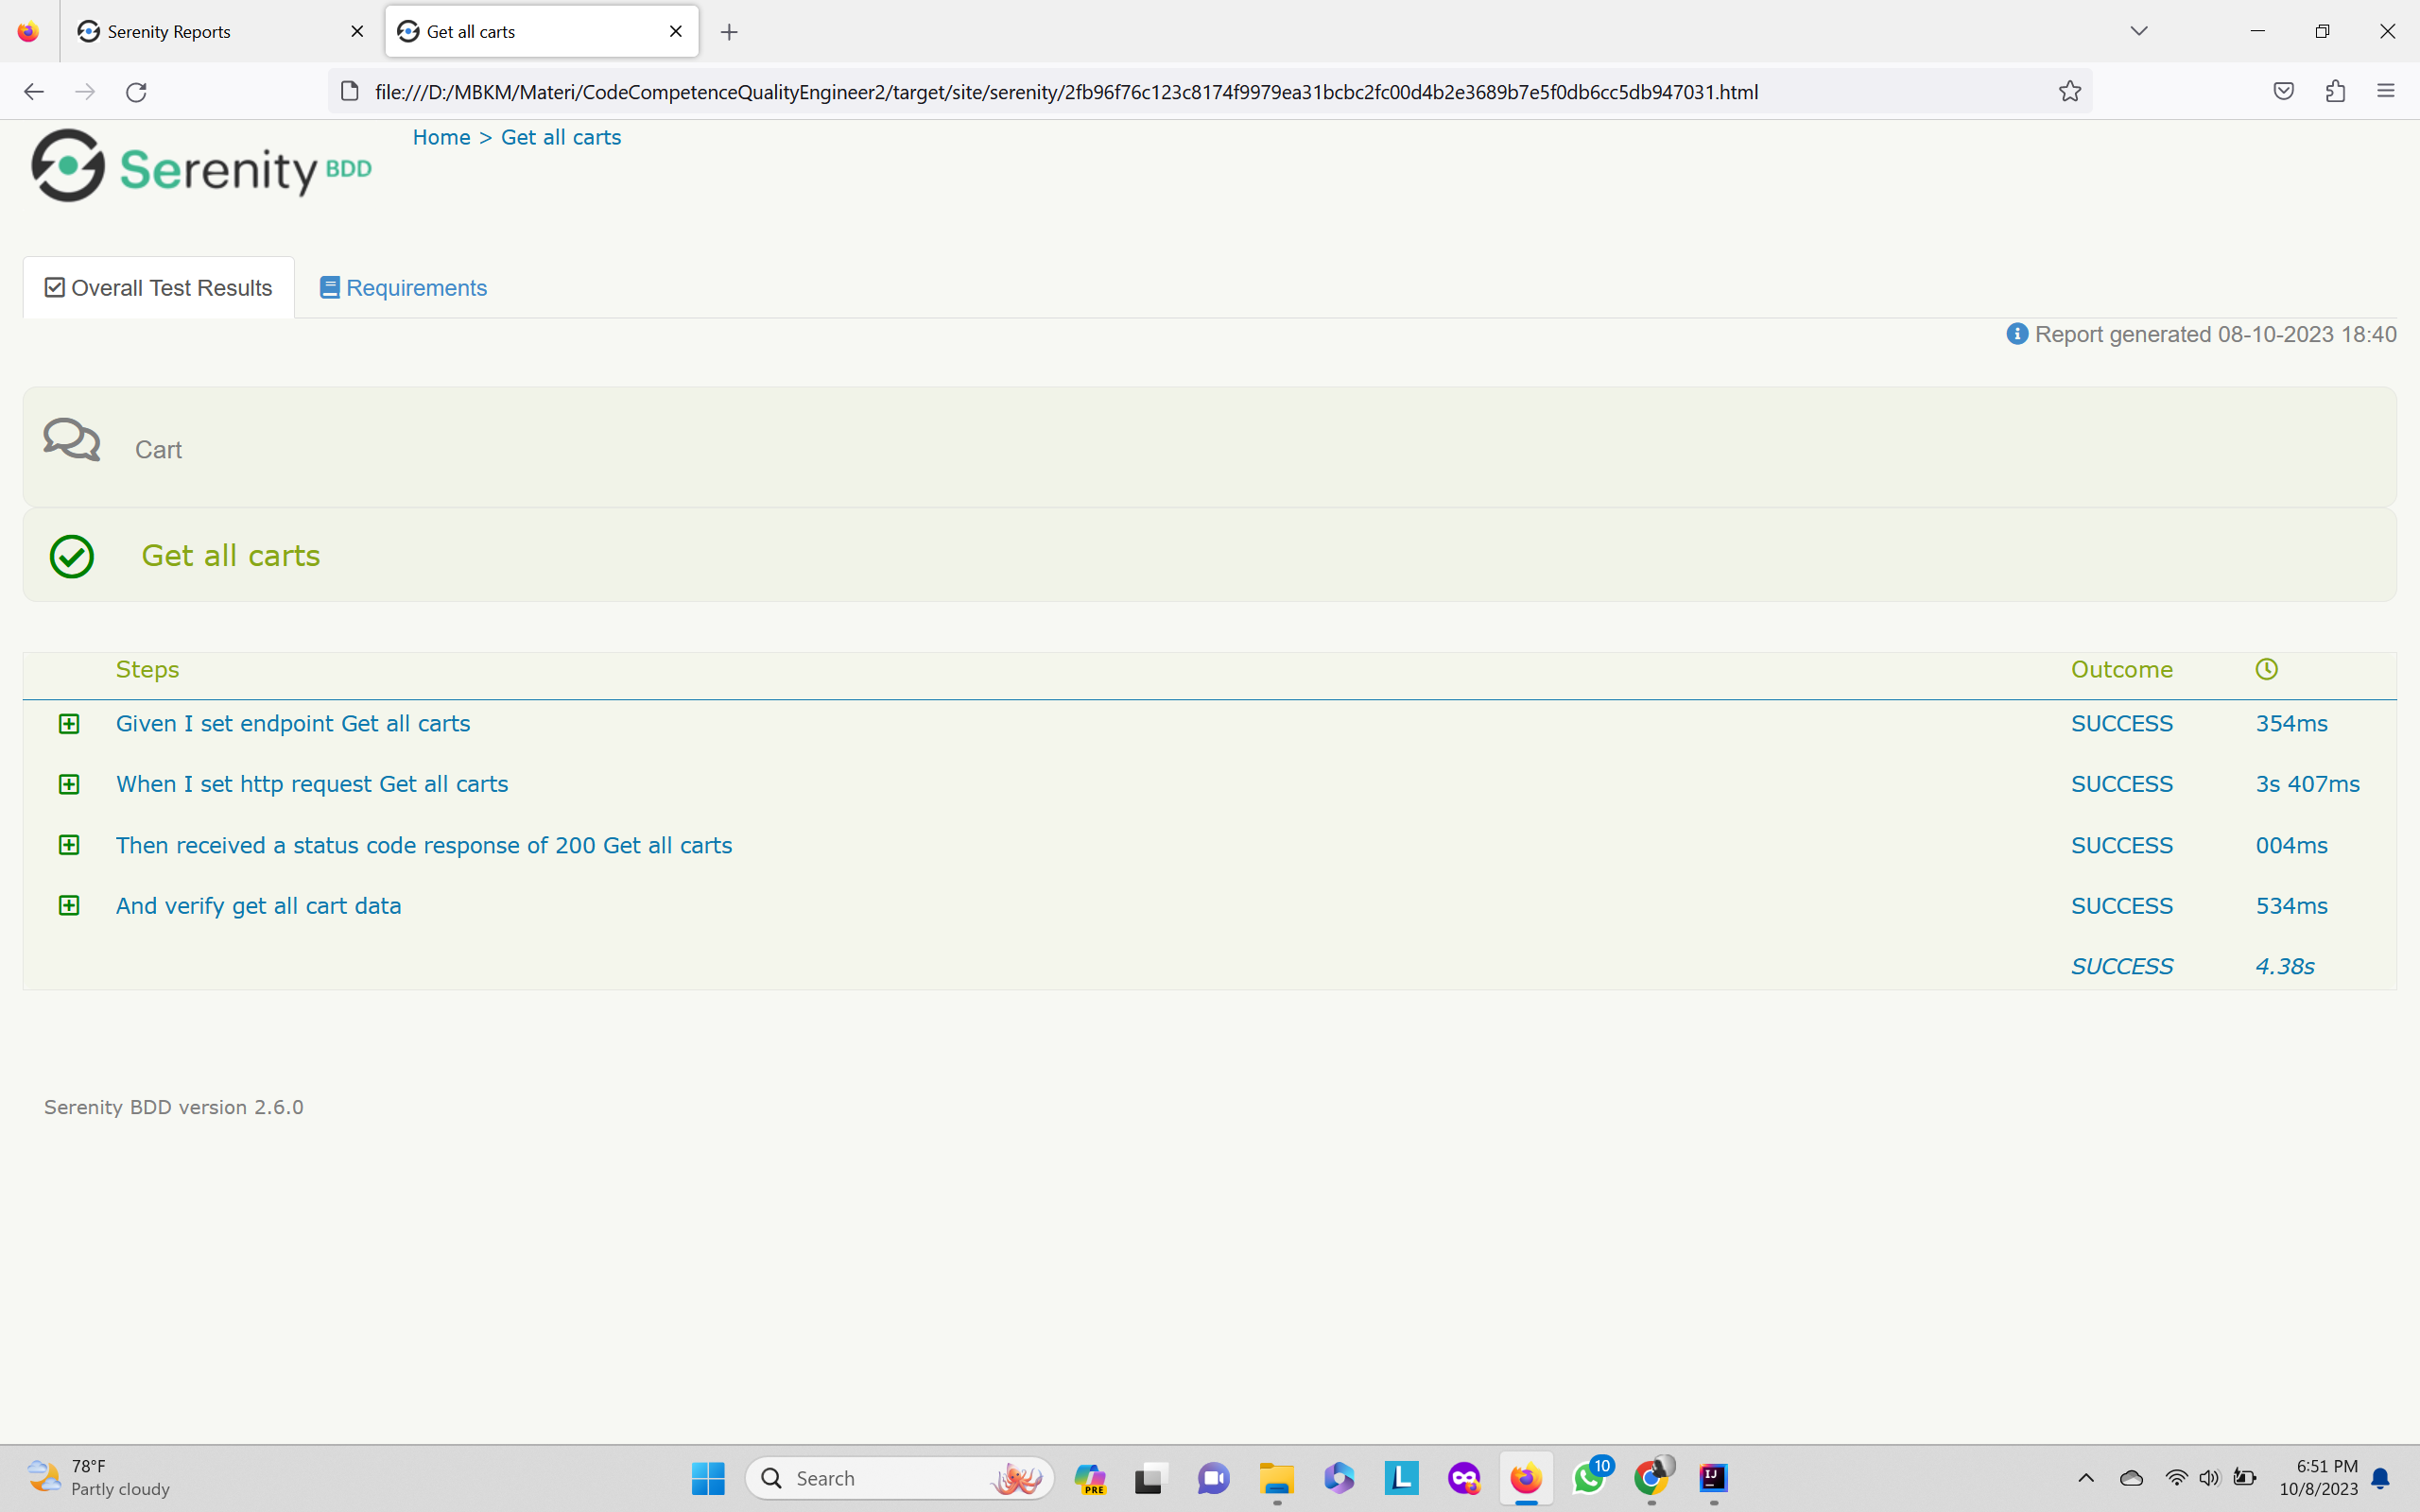 Serenity Reports
Get all carts
file:///D:/MBKM/Materi/CodeCompetenceQualityEngineer2/target/site/serenity/2fb96f76c123c8174f9979ea31bcbc2fc00d4b2e3689b7e5f0db6cc5db947031.html
Serenity BDD
Home > Get all carts
Overall Test Results
Requirements
Report generated 08-10-2023 18:40
Cart
Get all carts
Steps Outcome
Given I set endpoint Get all carts SUCCESS 354ms
When I set http request Get all carts SUCCESS 3s 407ms
Then received a status code response of 200 Get all carts SUCCESS 004ms
And verify get all cart data SUCCESS 534ms
SUCCESS 4.38s
Serenity BDD version 2.6.0
78°F
Partly cloudy
Search
PRE
L
10
IJ
6:51 PM
10/8/2023